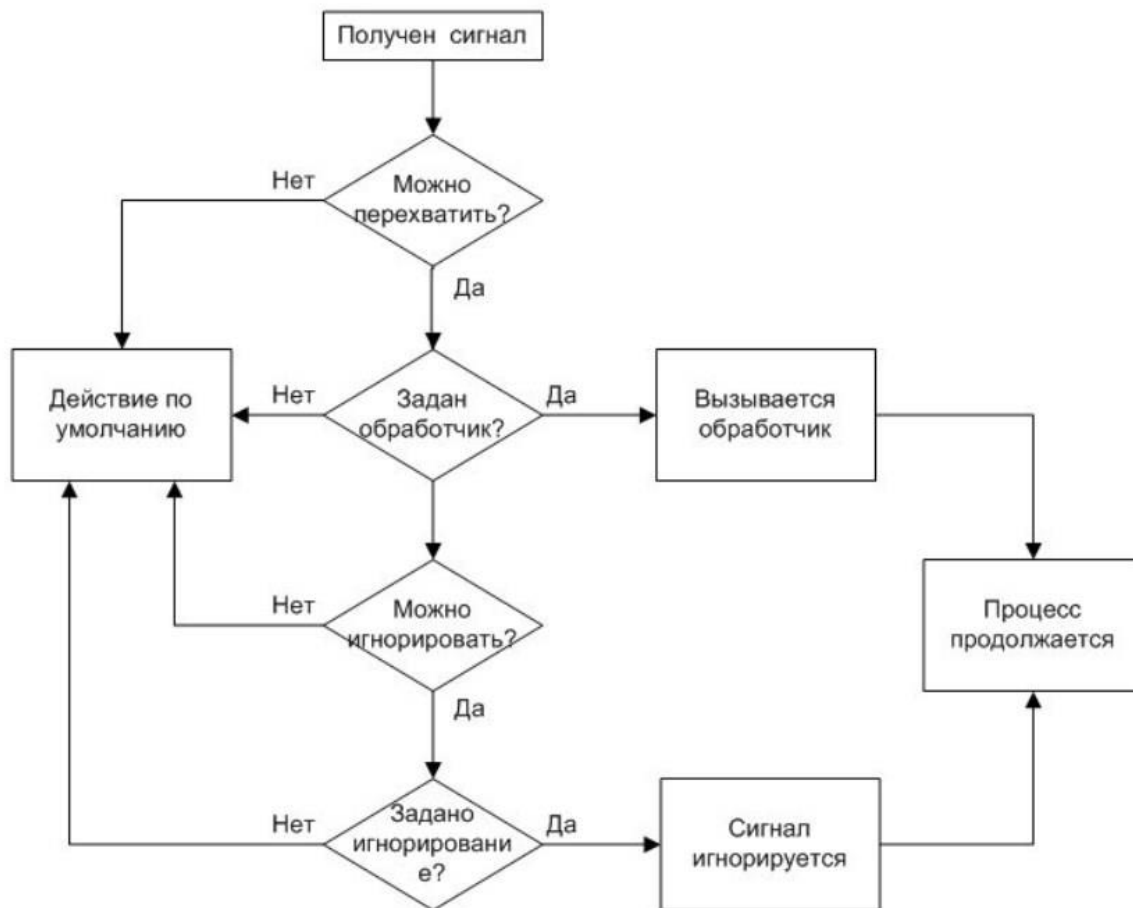 Получен сигнал
Нет
Можно
перехватить?
Да
Действие по
умолчанию
Нет
Задан
обработчик?
Да
Вызывается
обработчик
Нет
Можно
игнорировать?
Процесс
продолжается
Да
Нет
Задано
игнорировани
е?
Да
Сигнал
игнорируется